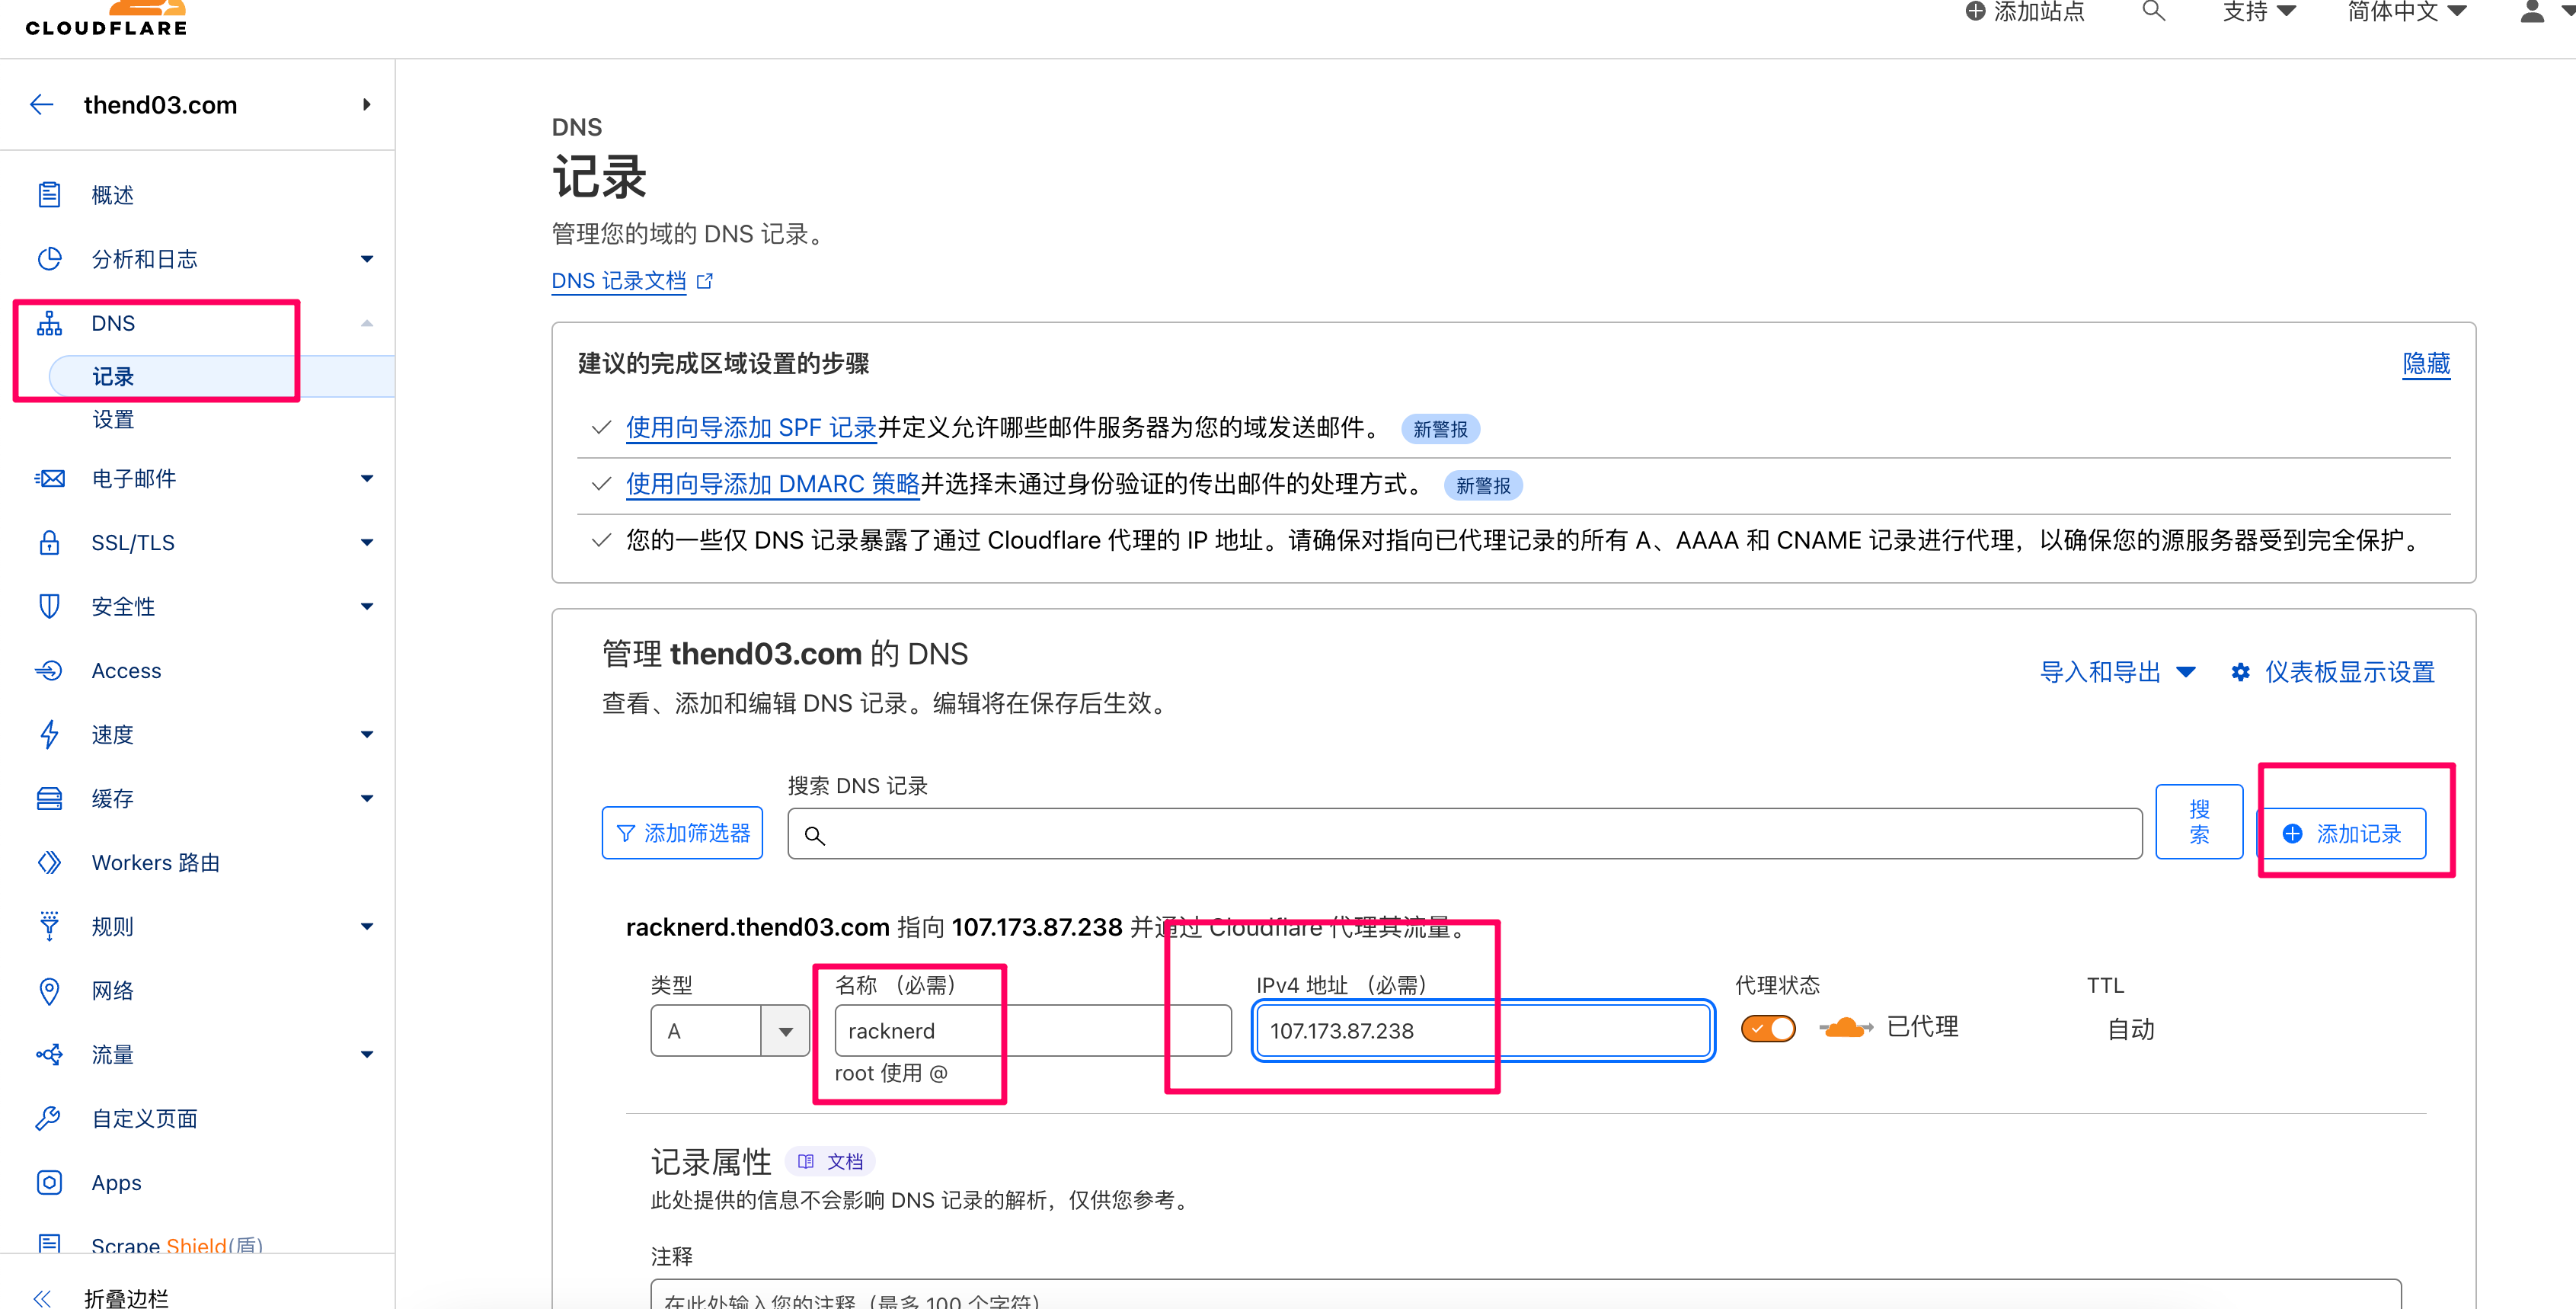 CLOUDFLARE
添加站点
支持
简体中文
thend03.com
概述
分析和日志
DNS
记录
设置
电子邮件
SSL/TLS
安全性
Access
速度
缓存
Workers 路由
规则
网络
流量
自定义页面
Apps
Scrape Shield(盾)
折叠边栏
DNS
记录
管理您的域的 DNS 记录。
DNS 记录文档
建议的完成区域设置的步骤
隐藏
使用向导添加 SPF 记录并定义允许哪些邮件服务器为您的域发送邮件。 新警报
使用向导添加 DMARC 策略并选择未通过身份验证的传出邮件的处理方式。 新警报
您的一些仅 DNS 记录暴露了通过 Cloudflare 代理的 IP 地址。请确保对指向已代理记录的所有 A、AAAA 和 CNAME 记录进行代理，以确保您的源服务器受到完全保护。
管理 thend03.com 的 DNS
查看、添加和编辑 DNS 记录。编辑将在保存后生效。
导入和导出
仪表板显示设置
搜索 DNS 记录
添加筛选器
搜
索
添加记录
racknerd.thend03.com 指向 107.173.87.238 并通过 Cloudflare 代理其流量。
类型 名称 （必需） IPv4 地址 （必需） 代理状态 TTL
A racknerd 107.173.87.238 已代理 自动
root 使用 @
记录属性 文档
此处提供的信息不会影响 DNS 记录的解析，仅供您参考。
注释
在此处输入您的注释（最多 100 个字符）